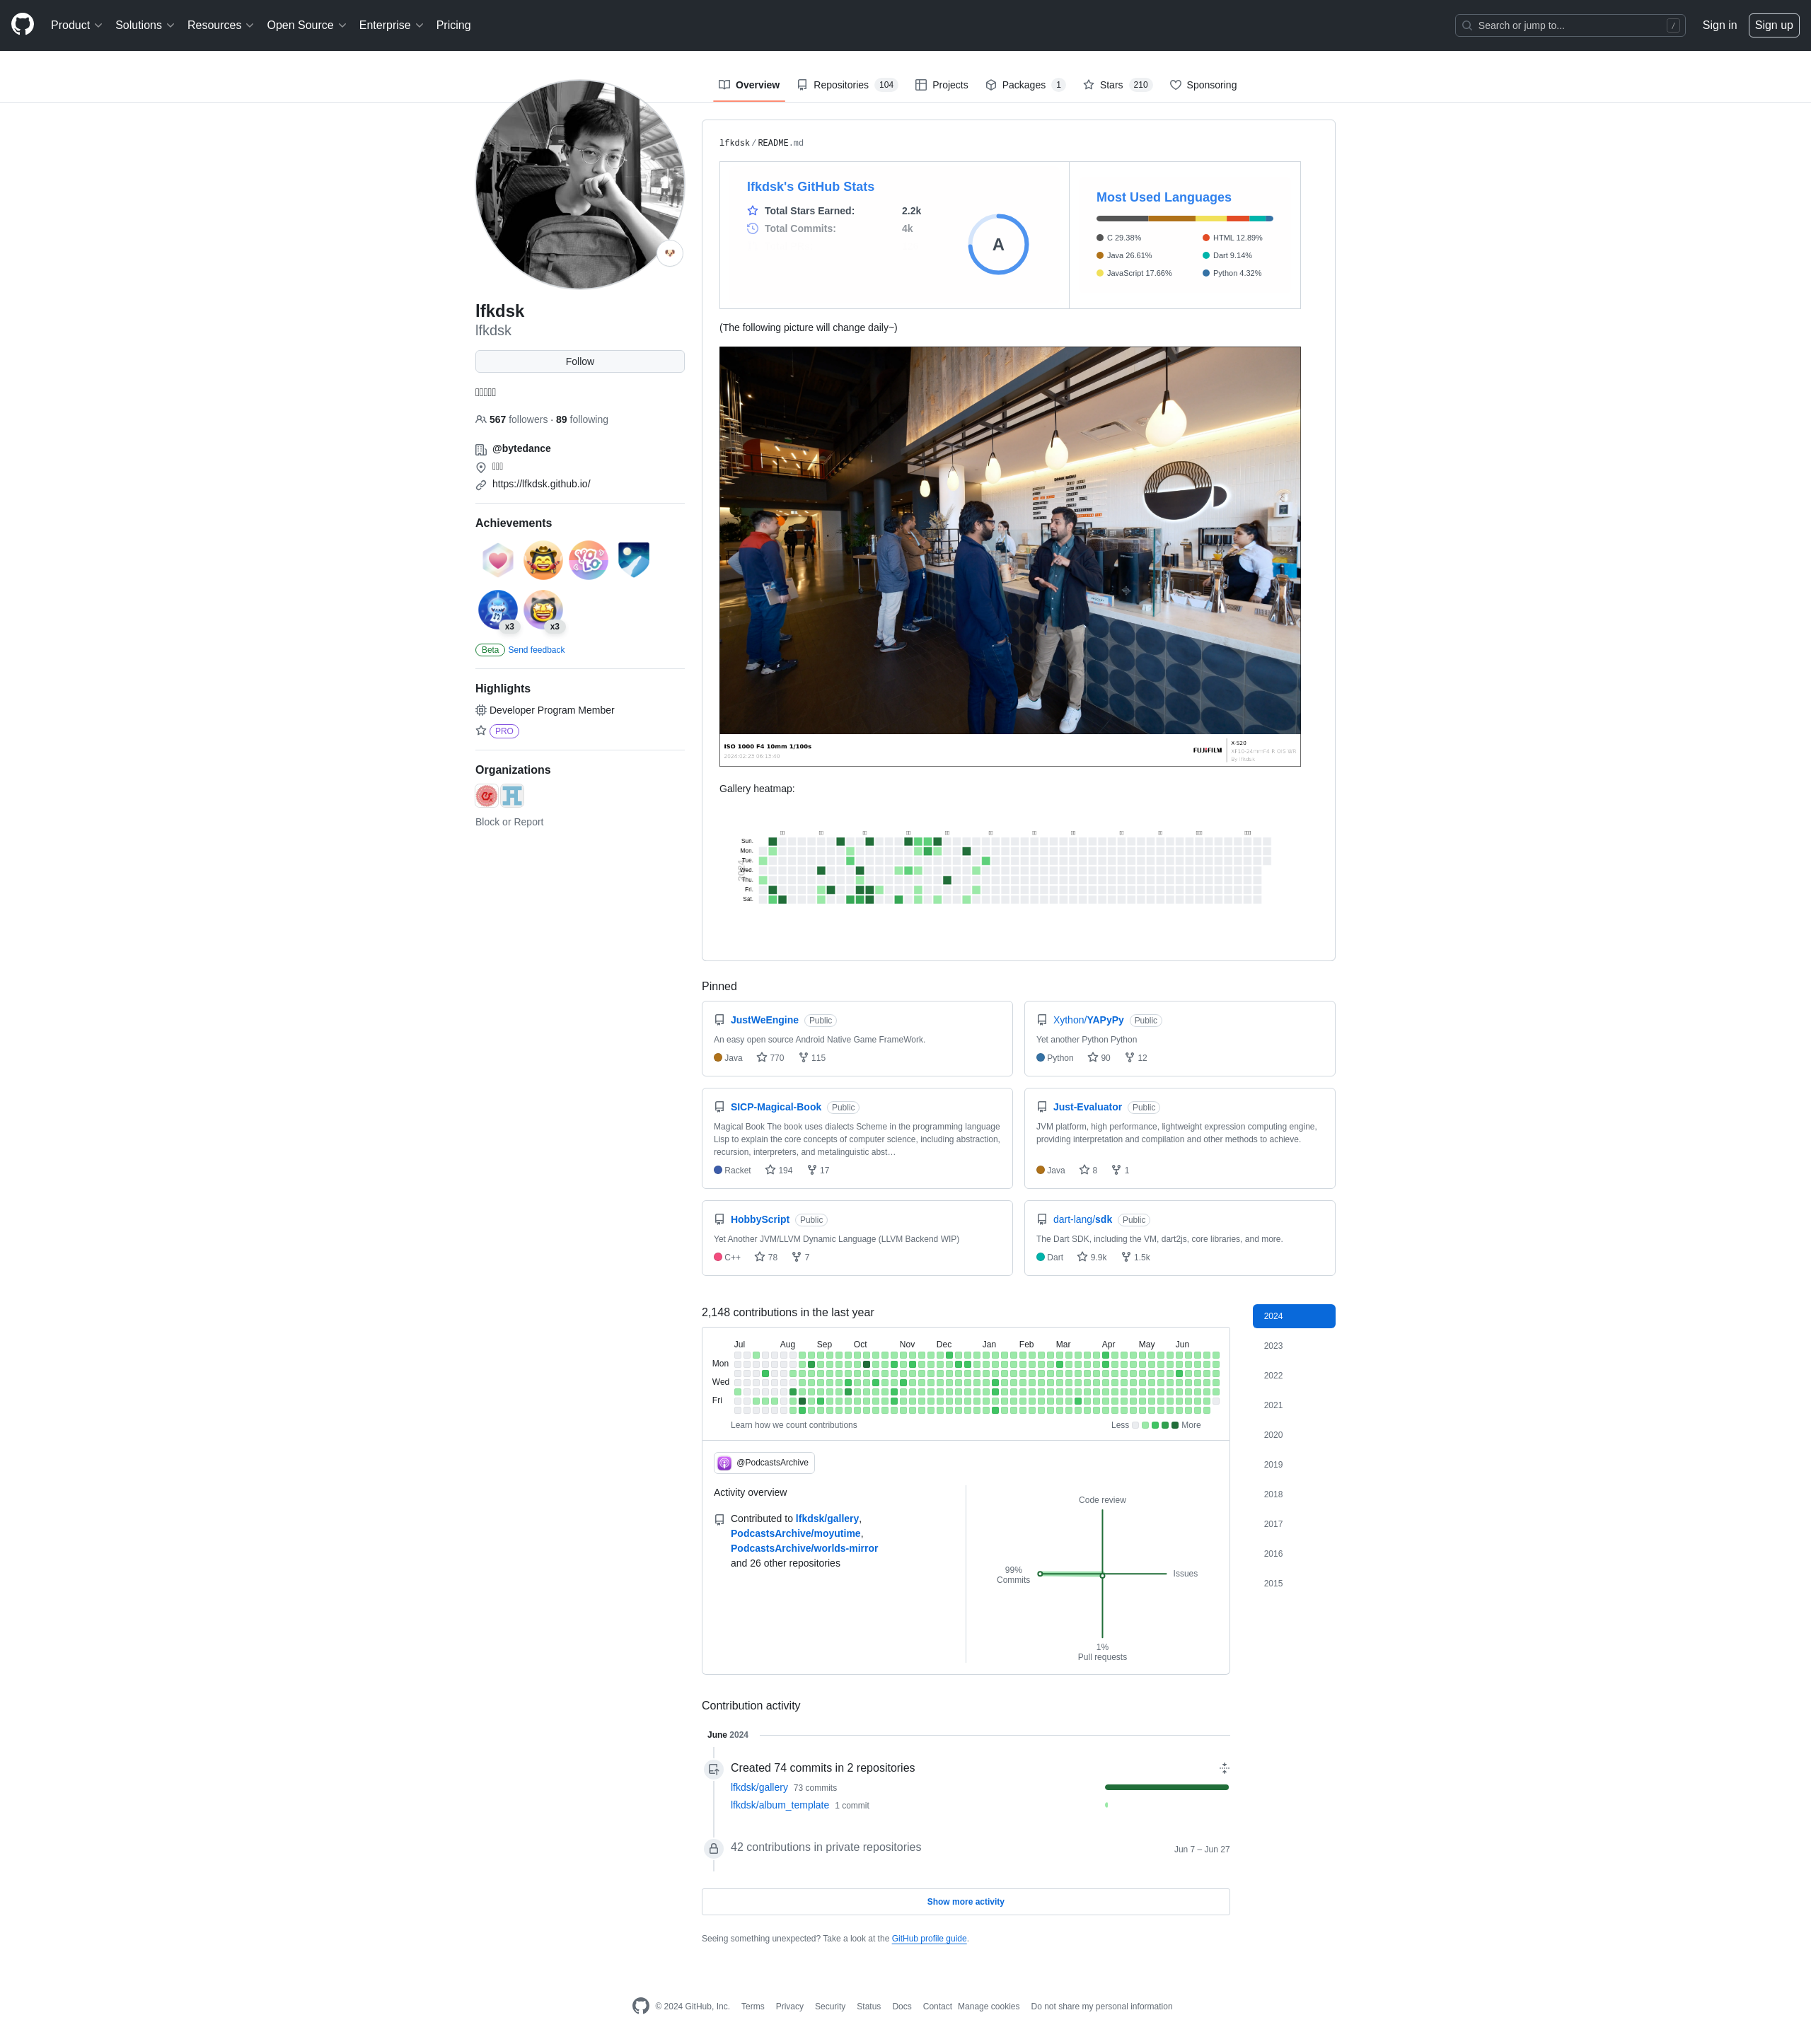 Product Solutions Resources Open Source Enterprise Pricing Search or jump to... / Sign in Sign up
Overview Repositories 104 Projects Packages 1 Stars 210 Sponsoring
lfkdsk
lfkdsk
Follow
567 followers · 89 following
@bytedance
https://lfkdsk.github.io/
Achievements
YOLO
x3 x3
Beta Send feedback
Highlights
Developer Program Member
PRO
Organizations
Block or Report
lfkdsk/README.md
lfkdsk's GitHub Stats
Total Stars Earned: 2.2k
Total Commits: 4k
A
Most Used Languages
C 29.38% HTML 12.89%
Java 26.61% Dart 9.14%
JavaScript 17.66% Python 4.32%
(The following picture will change daily~)
ISO 1000 F4 10mm 1/100s
FUJIFILM
X-S20
Gallery heatmap:
Sun.
Mon.
Tue.
Wed.
Thu.
Fri.
Sat.
Pinned
JustWeEngine Public
An easy open source Android Native Game FrameWork.
Java 770 115
Xython/YAPyPy Public
Yet another Python Python
Python 90 12
SICP-Magical-Book Public
Magical Book The book uses dialects Scheme in the programming language
Lisp to explain the core concepts of computer science, including abstraction,
recursion, interpreters, and metalinguistic abst…
Racket 194 17
Just-Evaluator Public
JVM platform, high performance, lightweight expression computing engine,
providing interpretation and compilation and other methods to achieve.
Java 8 1
HobbyScript Public
Yet Another JVM/LLVM Dynamic Language (LLVM Backend WIP)
C++ 78 7
dart-lang/sdk Public
The Dart SDK, including the VM, dart2js, core libraries, and more.
Dart 9.9k 1.5k
2,148 contributions in the last year
Jul Aug Sep Oct Nov Dec Jan Feb Mar Apr May Jun
Mon
Wed
Fri
Learn how we count contributions Less More
@PodcastsArchive
Activity overview
Contributed to lfkdsk/gallery,
PodcastsArchive/moyutime,
PodcastsArchive/worlds-mirror
and 26 other repositories
Code review
99%
Commits
Issues
1%
Pull requests
2024
2023
2022
2021
2020
2019
2018
2017
2016
2015
Contribution activity
June 2024
Created 74 commits in 2 repositories
lfkdsk/gallery 73 commits
lfkdsk/album_template 1 commit
42 contributions in private repositories Jun 7 – Jun 27
Show more activity
Seeing something unexpected? Take a look at the GitHub profile guide.
© 2024 GitHub, Inc. Terms Privacy Security Status Docs Contact Manage cookies Do not share my personal information